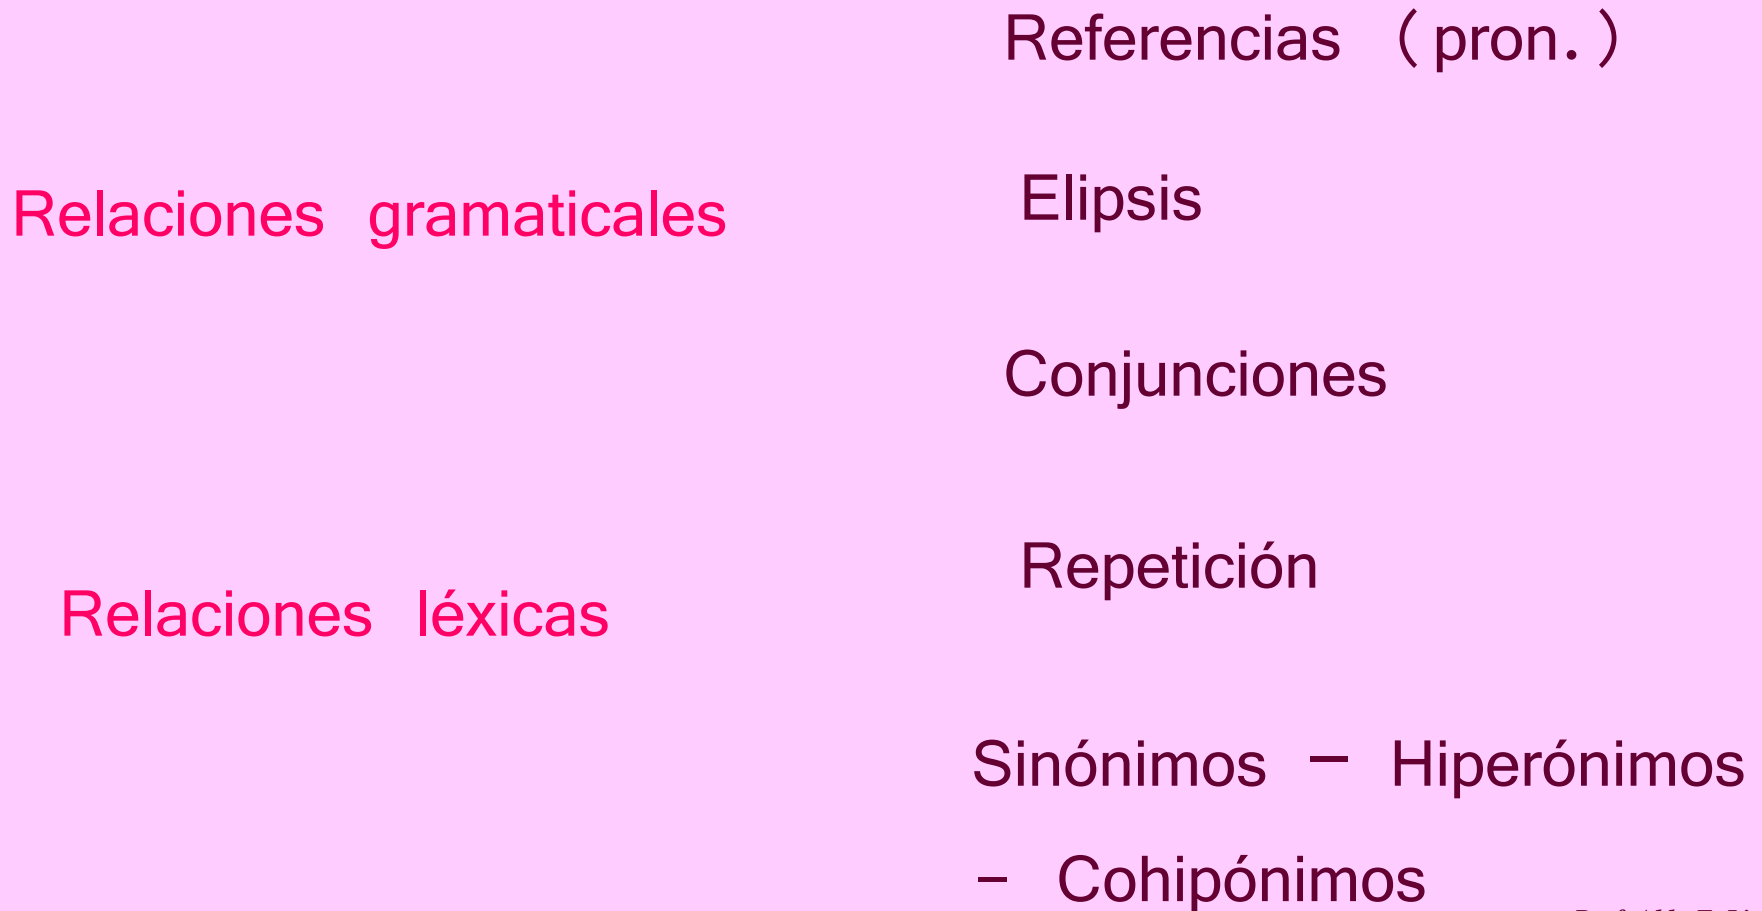 Referencias (pron.)
Relaciones gramaticales
Elipsis
Conjunciones
Relaciones léxicas
Repetición
Sinónimos – Hiperónimos
– Cohipónimos